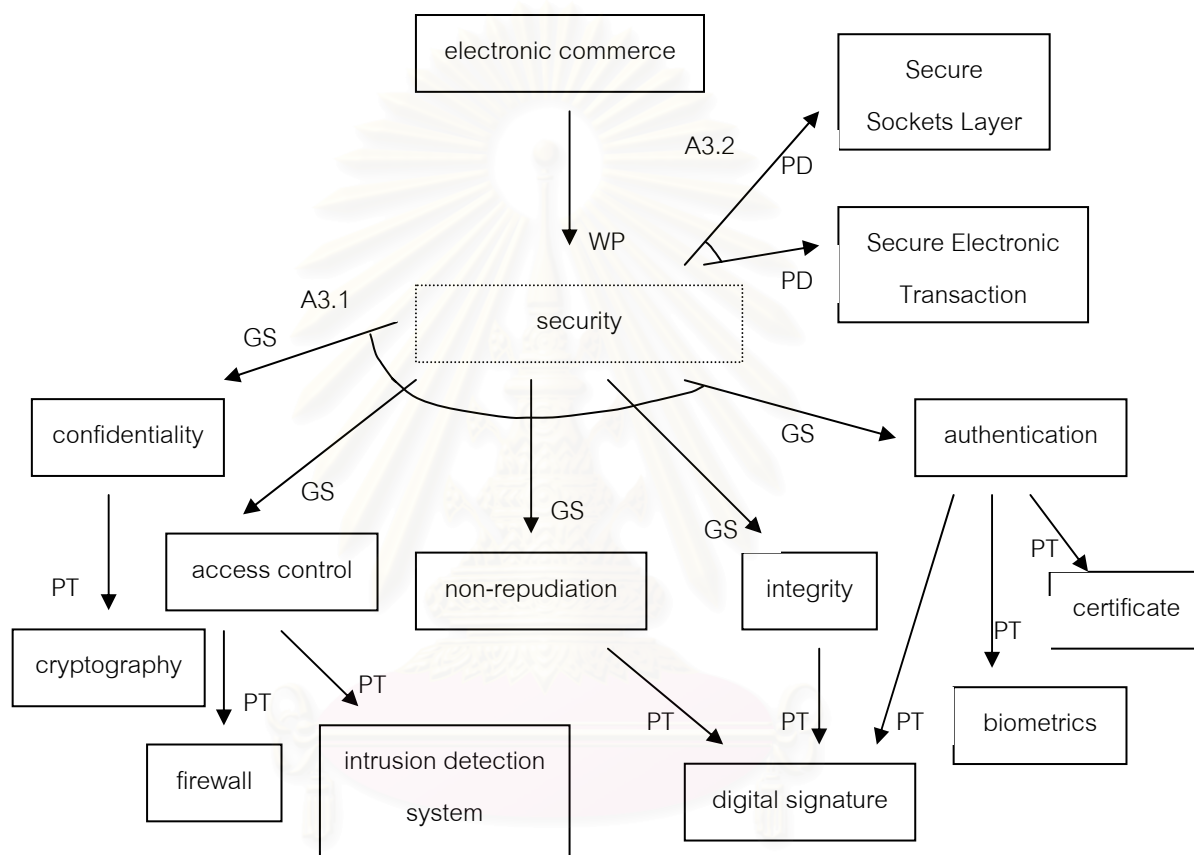 electronic commerce
Secure
Sockets Layer
A3.2
PD
WP
Secure Electronic
Transaction
PD
A3.1
security
GS
confidentiality
GS
authentication
GS
GS
GS
PT
access control
non-repudiation
integrity
PT
certificate
cryptography
PT
PT
PT
biometrics
PT
PT
PT
firewall
intrusion detection
system
digital signature